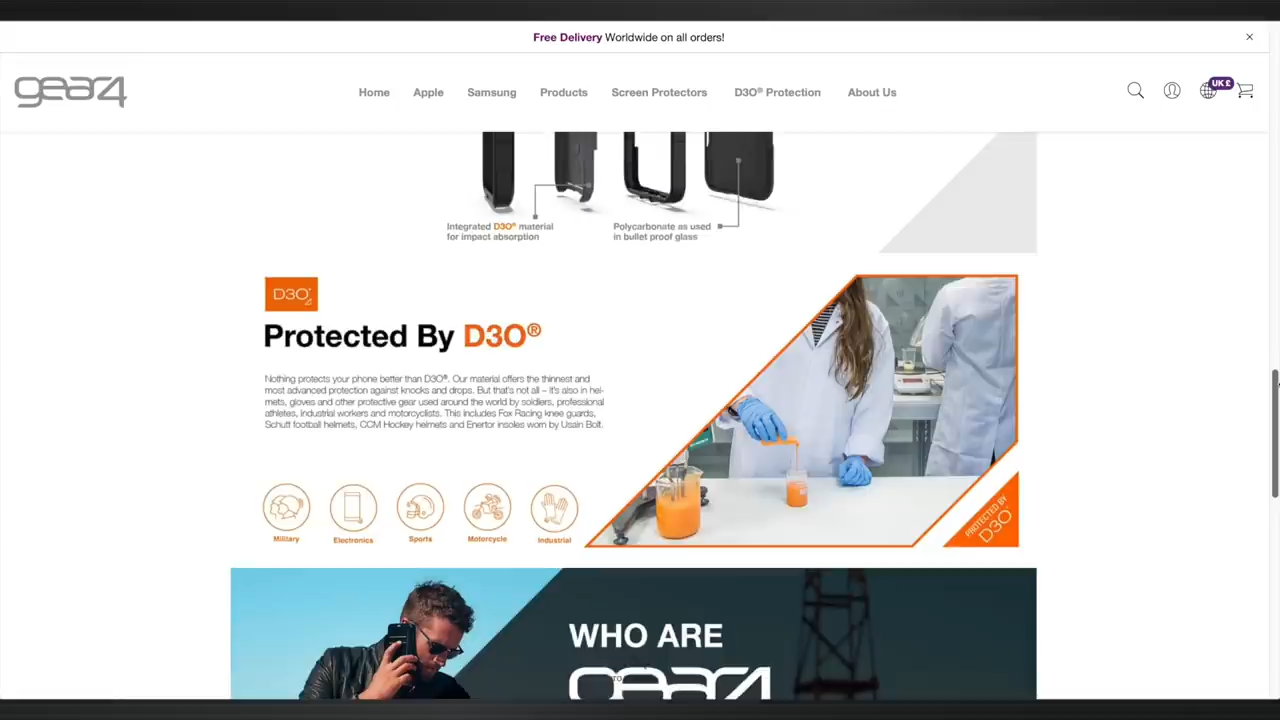 Free Delivery Worldwide on all orders!
gear4
Home Apple Samsung Products Screen Protectors D3O® Protection About Us
UK £
Integrated D3O® material
for impact absorption
Polycarbonate as used
in bullet proof glass
D3O
Protected By D3O®
Nothing protects your phone better than D3O®. Our material offers the thinnest and
most advanced protection against knocks and drops. But that's not all – it's also in hel-
mets, gloves and other protective gear used around the world by soldiers, professional
athletes, industrial workers and motorcyclists. This includes Fox Racing knee guards,
Schutt football helmets, CCM Hockey helmets and Enertor insoles worn by Usain Bolt.
Military Electronics Sports Motorcycle Industrial
PROTECTED BY
D3O
WHO ARE
gear4